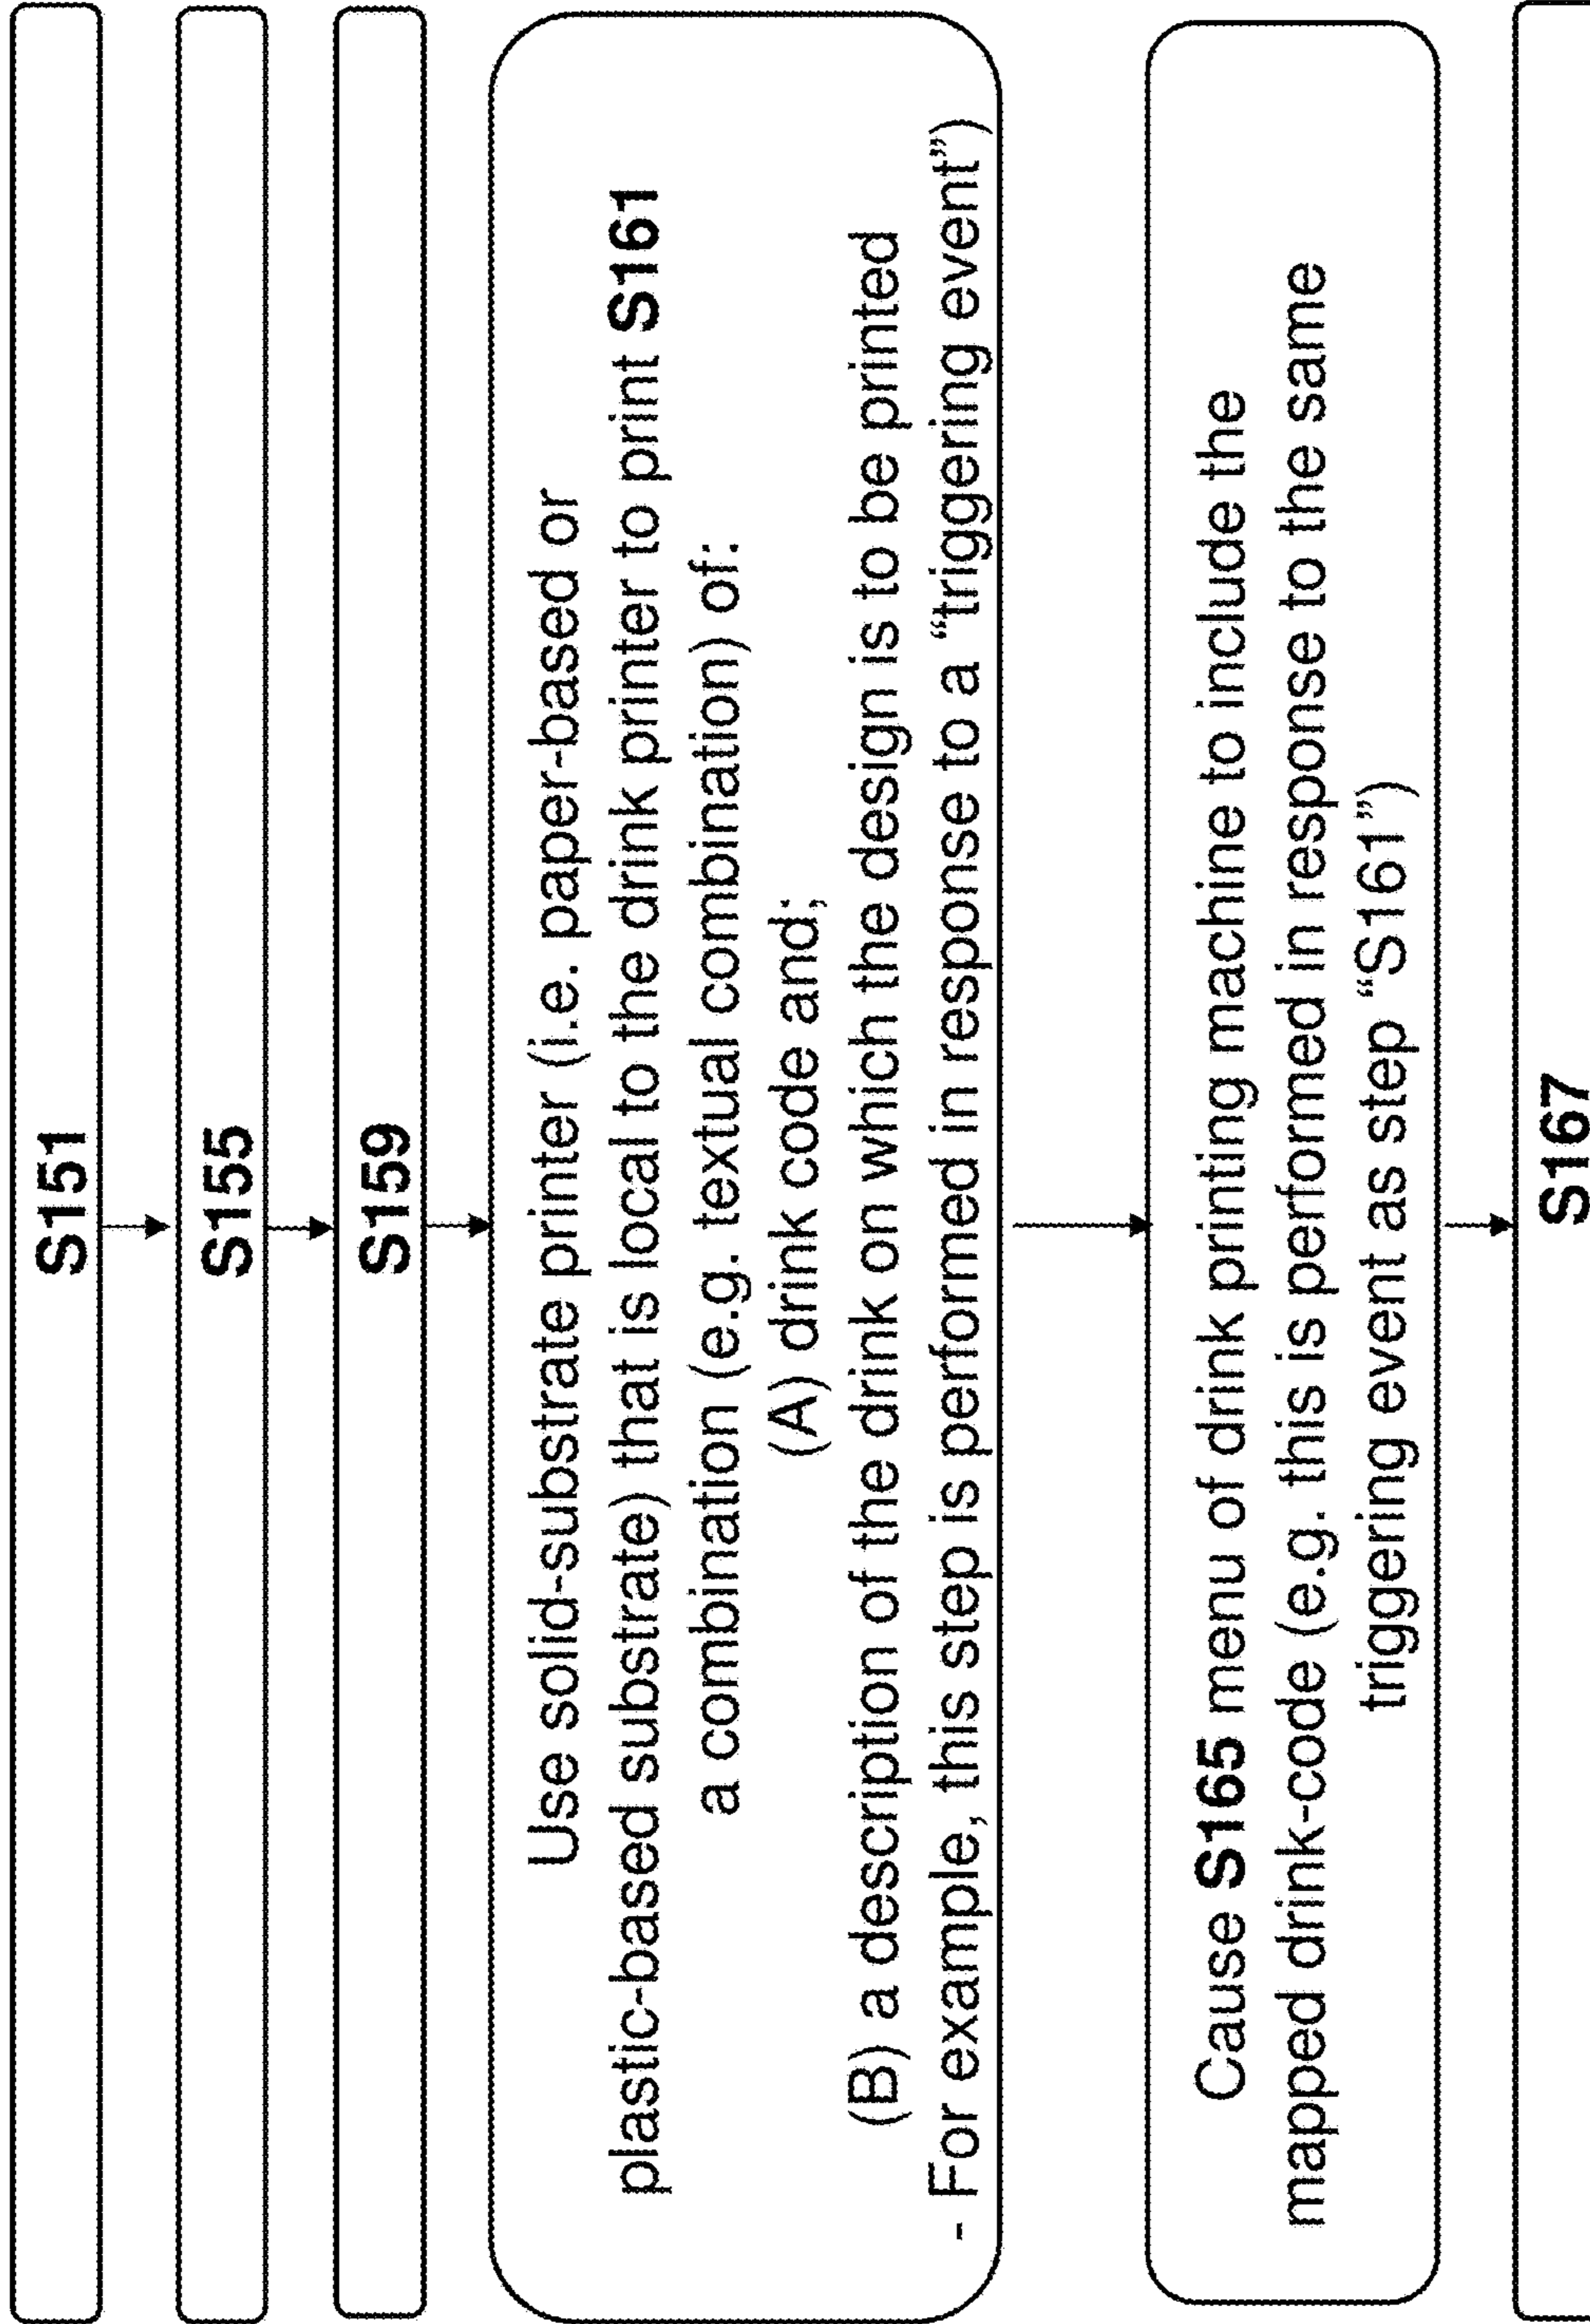 S151
S155
S159
Use solid-substrate printer (i.e. paper-based or
plastic-based substrate) that is local to the drink printer to print S161
a combination (e.g. textual combination) of:
(A) drink code and;
(B) a description of the drink on which the design is to be printed
- For example, this step is performed in response to a “triggering event”)
Cause S165 menu of drink printing machine to include the
mapped drink-code (e.g. this is performed in response to the same
triggering event as step “S161”)
S167